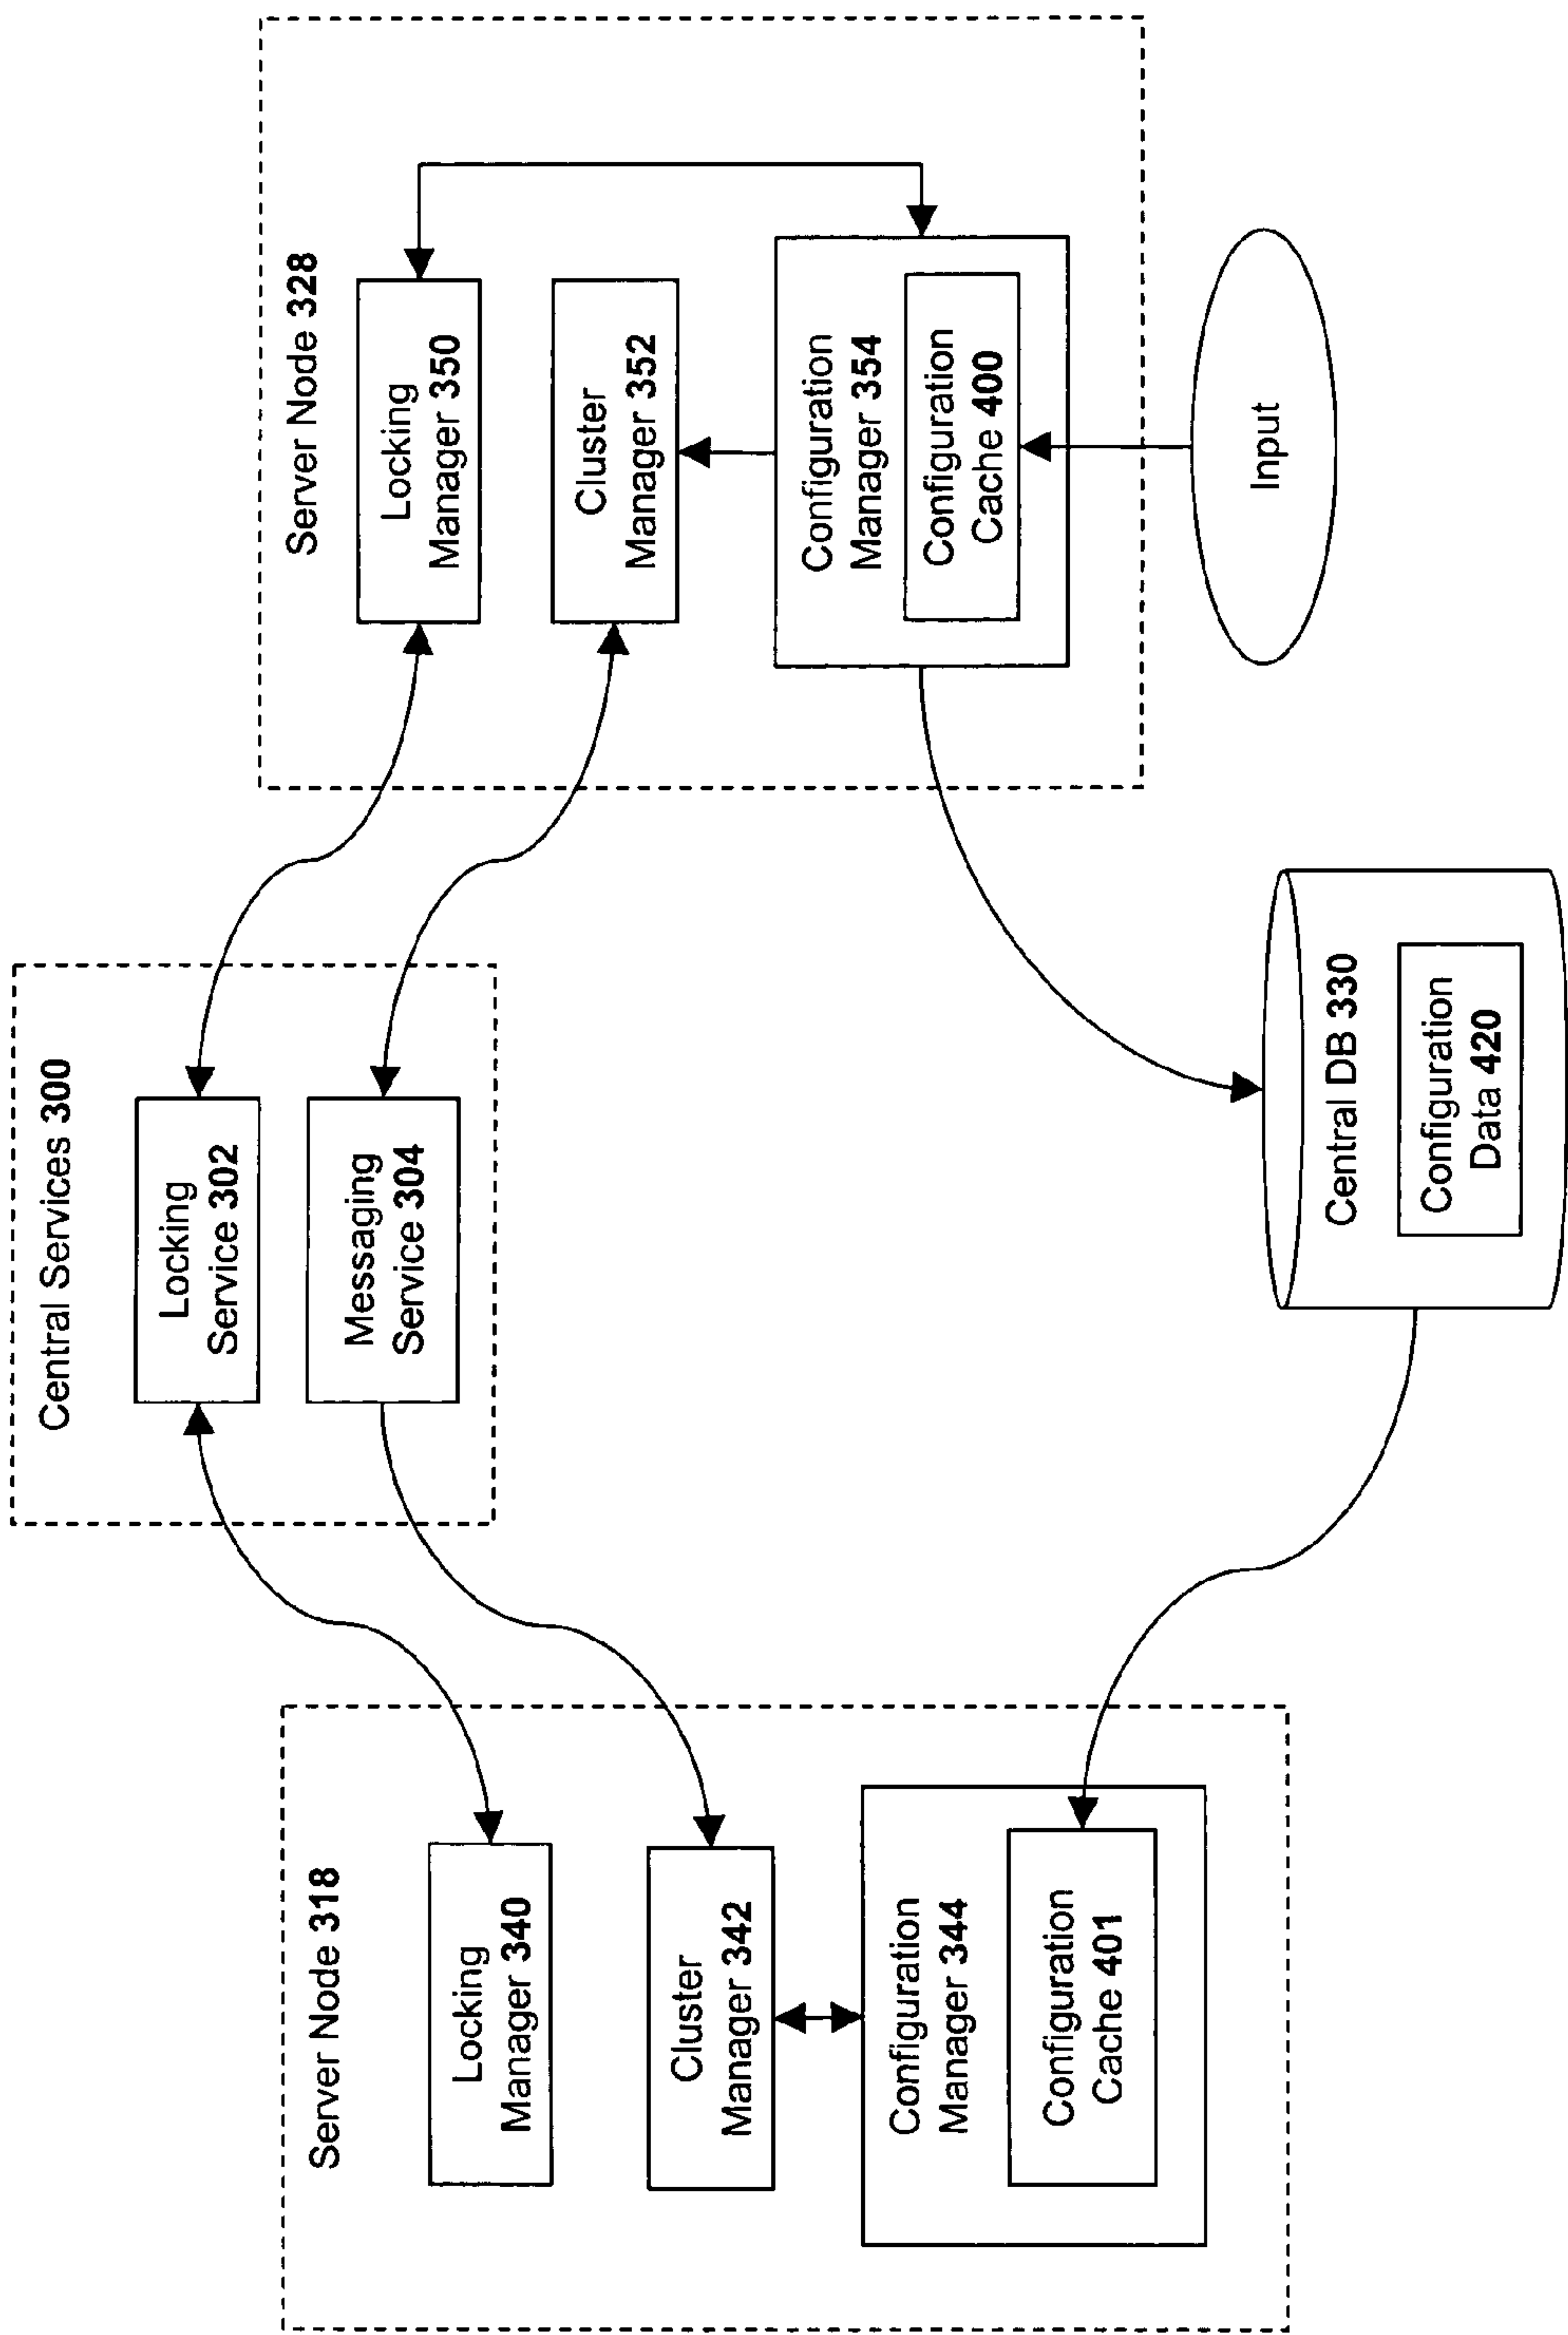 Central Services 300
Locking
Service 302
Messaging
Service 304
Server Node 318
Locking
Manager 340
Cluster
Manager 342
Configuration
Manager 344
Configuration
Cache 401
Server Node 328
Locking
Manager 350
Cluster
Manager 352
Configuration
Manager 354
Configuration
Cache 400
Central DB 330
Configuration
Data 420
Input